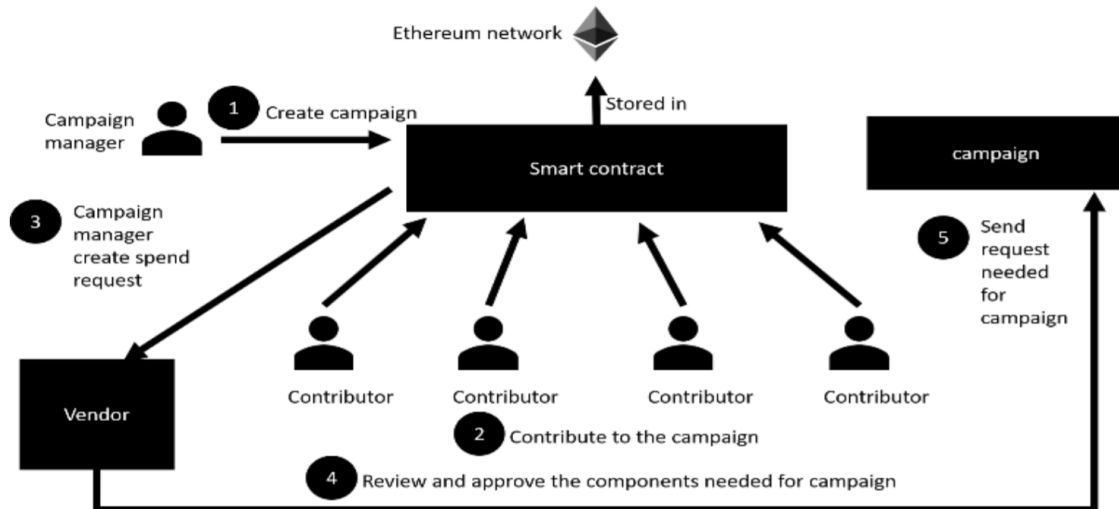 Ethereum network
Stored in
Campaign
manager
1
Create campaign
Smart contract
campaign
3
Campaign
manager
create spend
request
5
Send
request
needed
for
campaign
Vendor
Contributor
Contributor
Contributor
Contributor
2
Contribute to the campaign
4
Review and approve the components needed for campaign